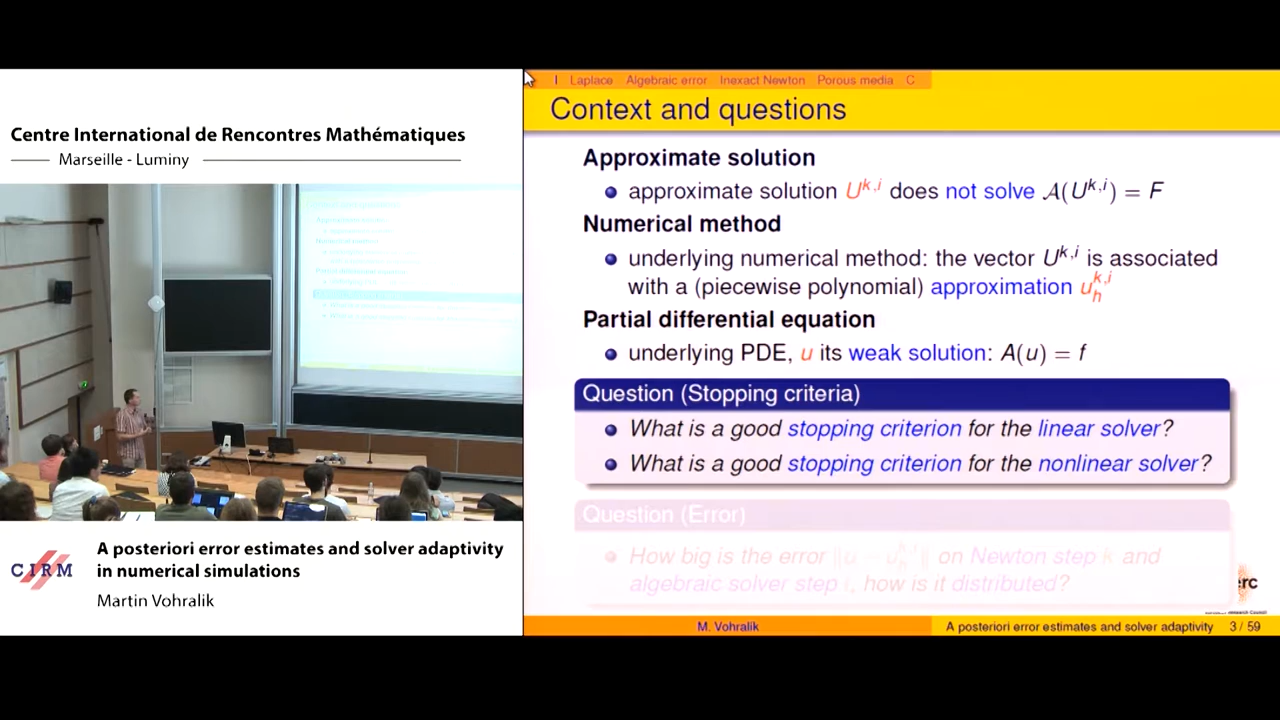 Centre International de Rencontres Mathématiques
Marseille - Luminy
CIRM
A posteriori error estimates and solver adaptivity
in numerical simulations
Martin Vohralik
I Laplace Algebraic error Inexact Newton Porous media C
Context and questions
Approximate solution
approximate solution U^{k,i} does not solve 𝒜(U^{k,i}) = F
Numerical method
underlying numerical method: the vector U^{k,i} is associated
with a (piecewise polynomial) approximation u_h^{k,i}
Partial differential equation
underlying PDE, u its weak solution: A(u) = f
Question (Stopping criteria)
What is a good stopping criterion for the linear solver?
What is a good stopping criterion for the nonlinear solver?
Question (Error)
How big is the error ‖u − u_h^{k,i}‖ on Newton step k and
algebraic solver step i, how is it distributed?
erc
M. Vohralik
A posteriori error estimates and solver adaptivity 3 / 59